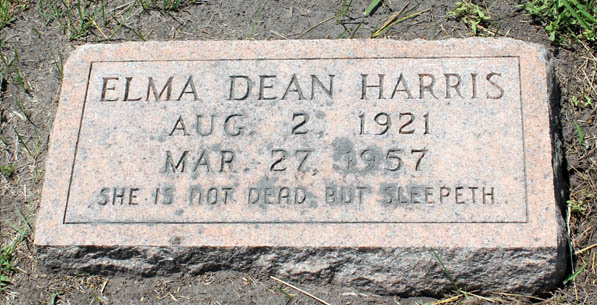 ELMA DEAN HARRIS
AUG. 2, 1921
MAR. 27, 1957
SHE IS NOT DEAD, BUT SLEEPETH